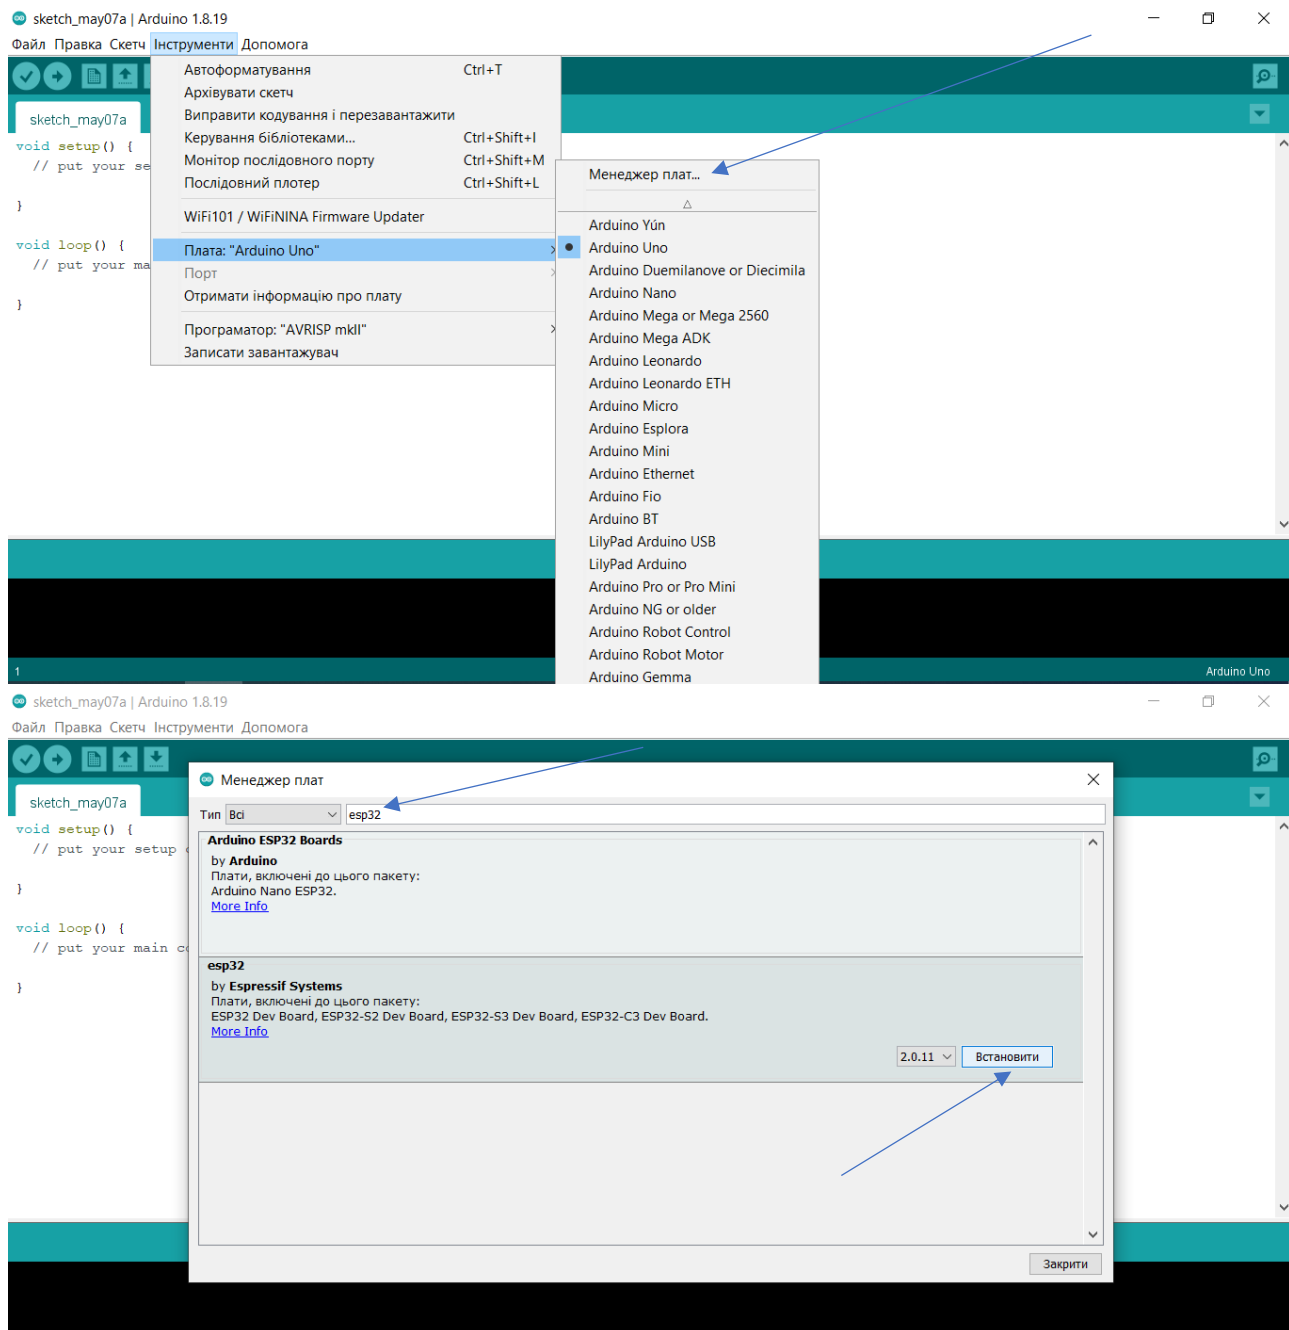 sketch_may07a | Arduino 1.8.19
Файл Правка Скетч Інструменти Допомога
Автоформатування Ctrl+T
Архівувати скетч
Виправити кодування і перезавантажити
Керування бібліотеками... Ctrl+Shift+I
Монітор послідовного порту Ctrl+Shift+M
Послідовний плотер Ctrl+Shift+L
WiFi101 / WiFiNINA Firmware Updater
Плата: "Arduino Uno"
Порт
Отримати інформацію про плату
Програматор: "AVRISP mkII"
Записати завантажувач
sketch_may07a
void setup() {
// put your se
}
void loop() {
// put your ma
}
Менеджер плат...
Arduino Yún
Arduino Uno
Arduino Duemilanove or Diecimila
Arduino Nano
Arduino Mega or Mega 2560
Arduino Mega ADK
Arduino Leonardo
Arduino Leonardo ETH
Arduino Micro
Arduino Esplora
Arduino Mini
Arduino Ethernet
Arduino Fio
Arduino BT
LilyPad Arduino USB
LilyPad Arduino
Arduino Pro or Pro Mini
Arduino NG or older
Arduino Robot Control
Arduino Robot Motor
Arduino Gemma
1 Arduino Uno
sketch_may07a | Arduino 1.8.19
Файл Правка Скетч Інструменти Допомога
sketch_may07a
void setup() {
// put your setup c
}
void loop() {
// put your main co
}
Менеджер плат
Тип Всі esp32
Arduino ESP32 Boards
by Arduino
Плати, включені до цього пакету:
Arduino Nano ESP32.
More Info
esp32
by Espressif Systems
Плати, включені до цього пакету:
ESP32 Dev Board, ESP32-S2 Dev Board, ESP32-S3 Dev Board, ESP32-C3 Dev Board.
More Info
2.0.11 Встановити
Закрити